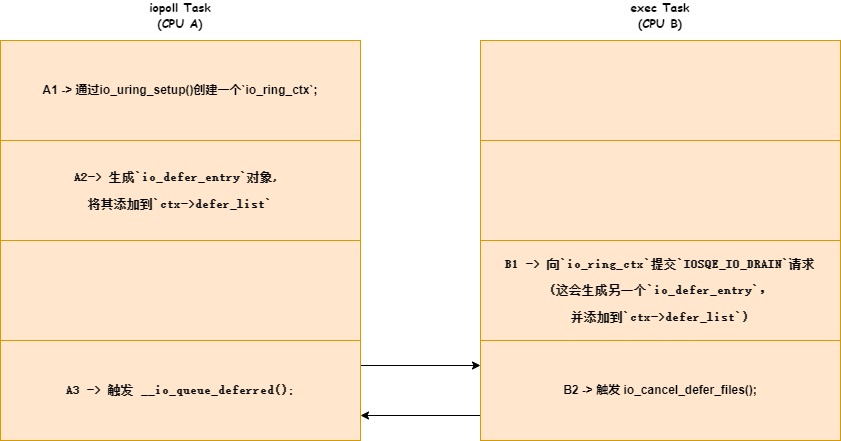 iopoll Task
(CPU A)
exec Task
(CPU B)
A1 -> 通过io_uring_setup()创建一个`io_ring_ctx`;
A2-> 生成`io_defer_entry`对象,
将其添加到`ctx->defer_list`
B1 -> 向`io_ring_ctx`提交`IOSQE_IO_DRAIN`请求
(这会生成另一个`io_defer_entry`,
并添加到`ctx->defer_list`)
A3 -> 触发 __io_queue_deferred();
B2 -> 触发 io_cancel_defer_files();